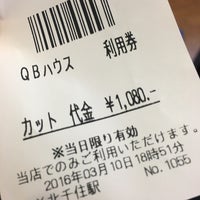 QBハウス 利用券
カット 代金 ¥1,080.-
※当日限り有効
当店でのみご利用いただけます。
2016年03月10日18時51分
北千住駅 No. 1055